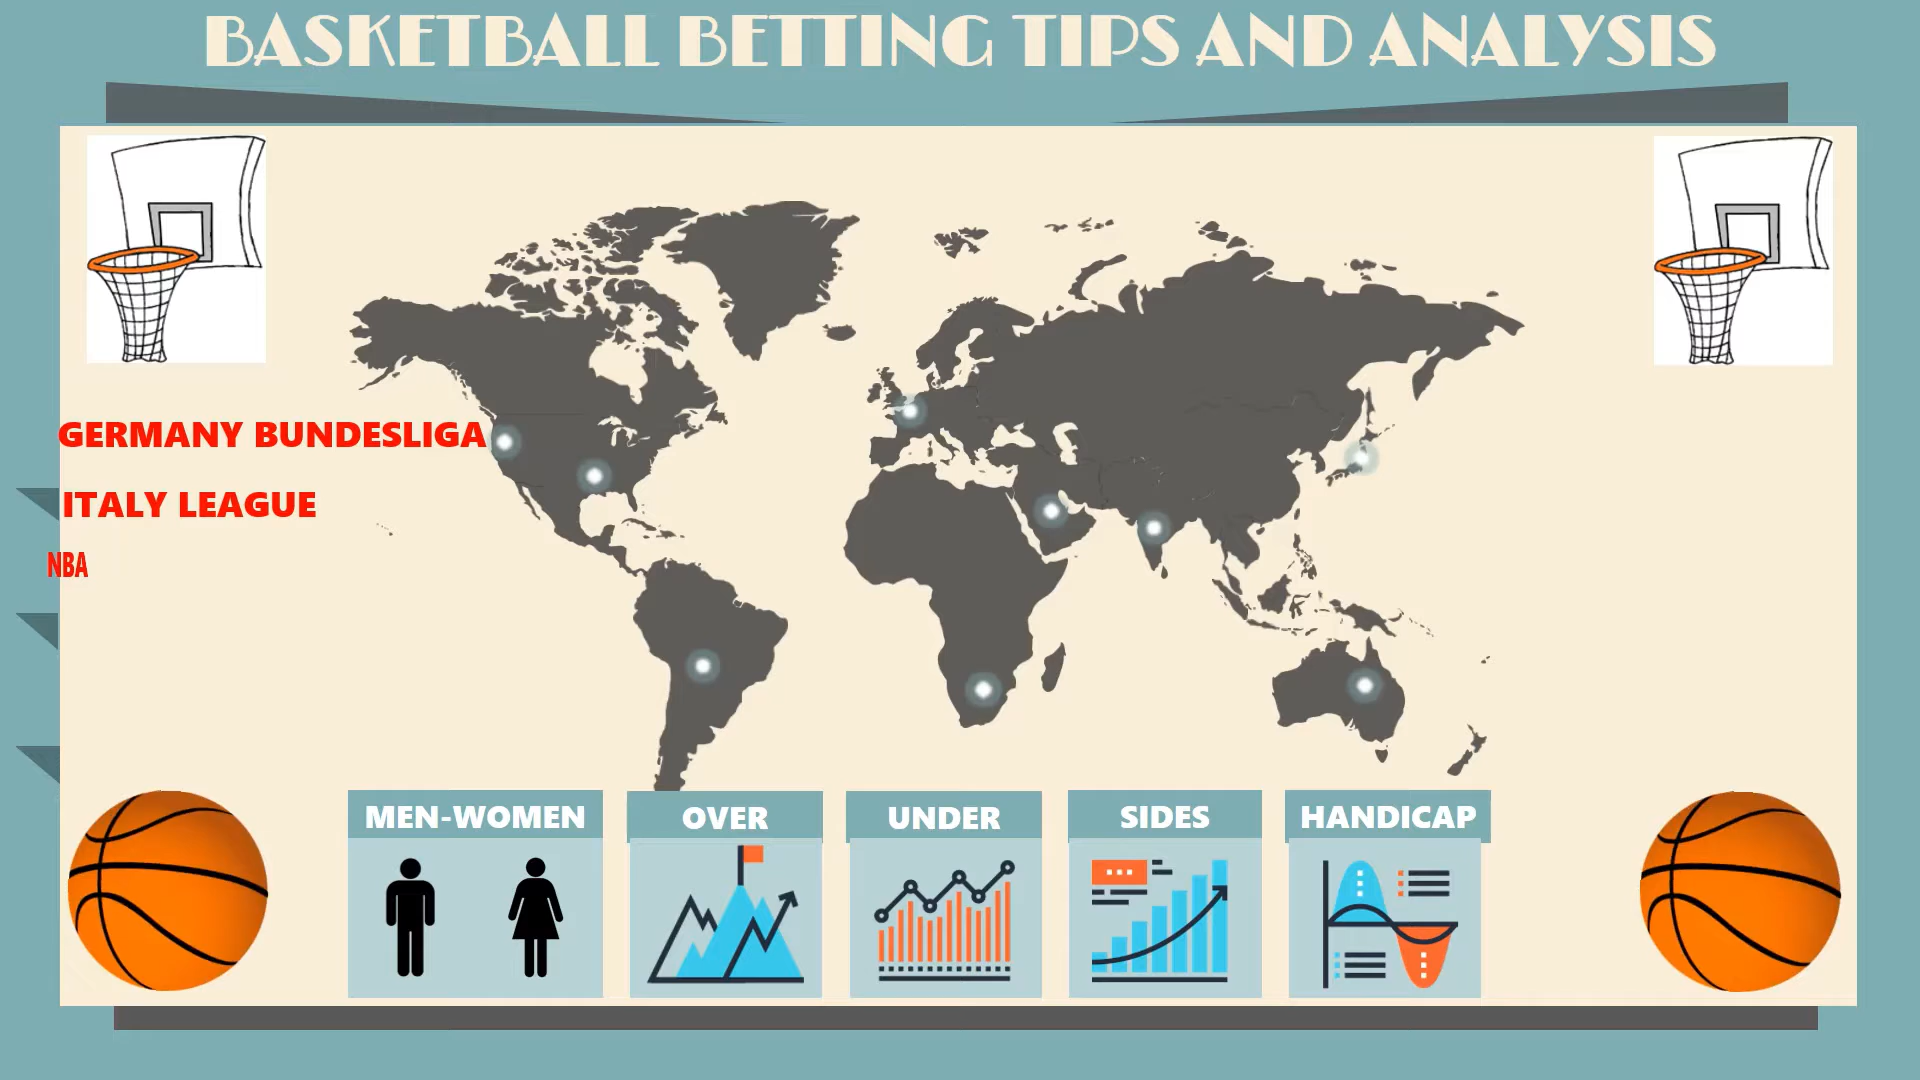 BASKETBALL BETTING TIPS AND ANALYSIS
GERMANY BUNDESLIGA
ITALY LEAGUE
NBA
MEN-WOMEN
OVER
UNDER
SIDES
HANDICAP